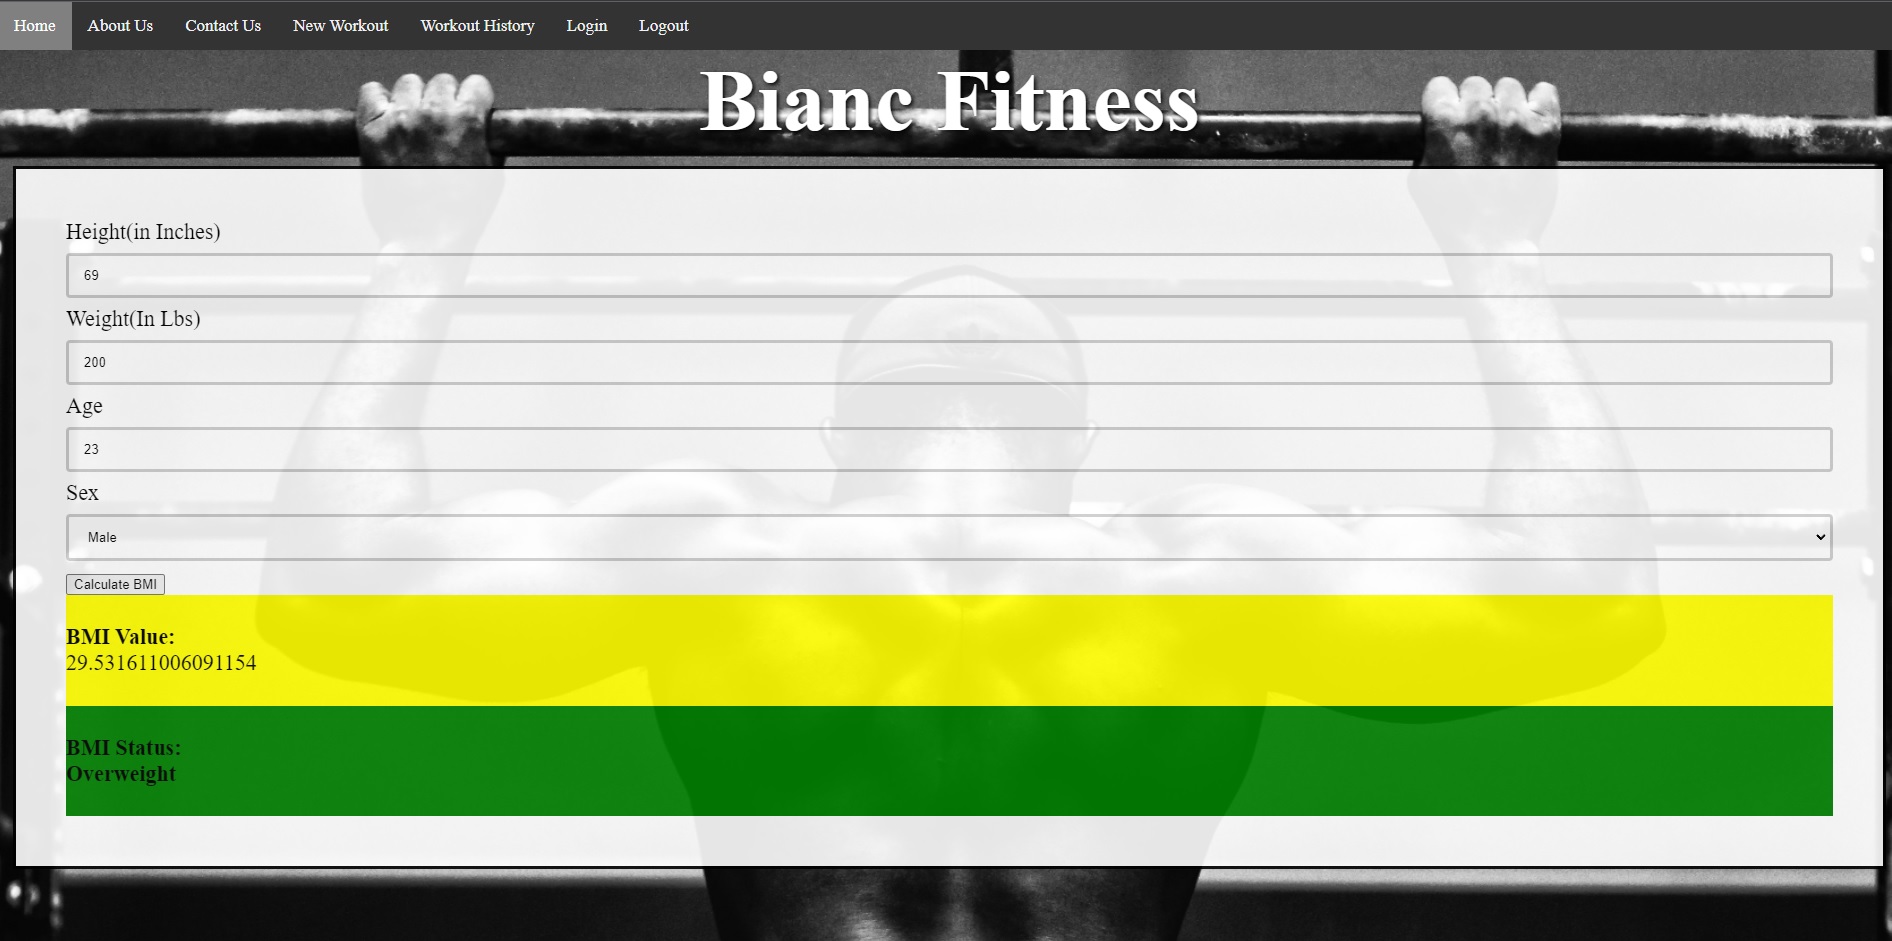 Home About Us Contact Us New Workout Workout History Login Logout
Bianc Fitness
Height(in Inches)
69
Weight(In Lbs)
200
Age
23
Sex
Male
Calculate BMI
BMI Value:
29.531611006091154
BMI Status:
Overweight